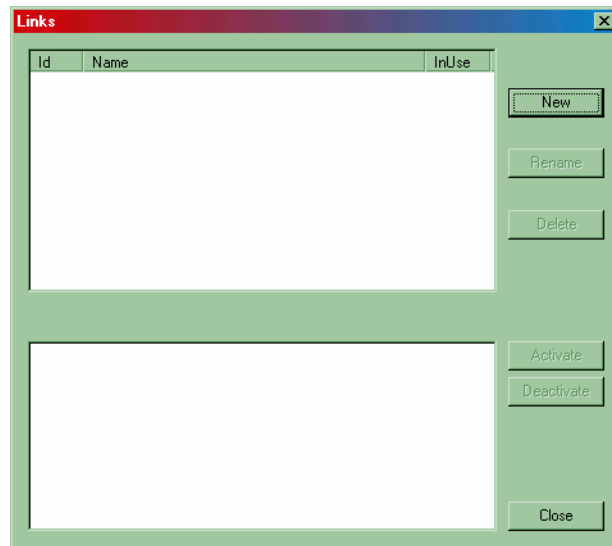 Links
Id Name InUse
New
Rename
Delete
Activate
Deactivate
Close